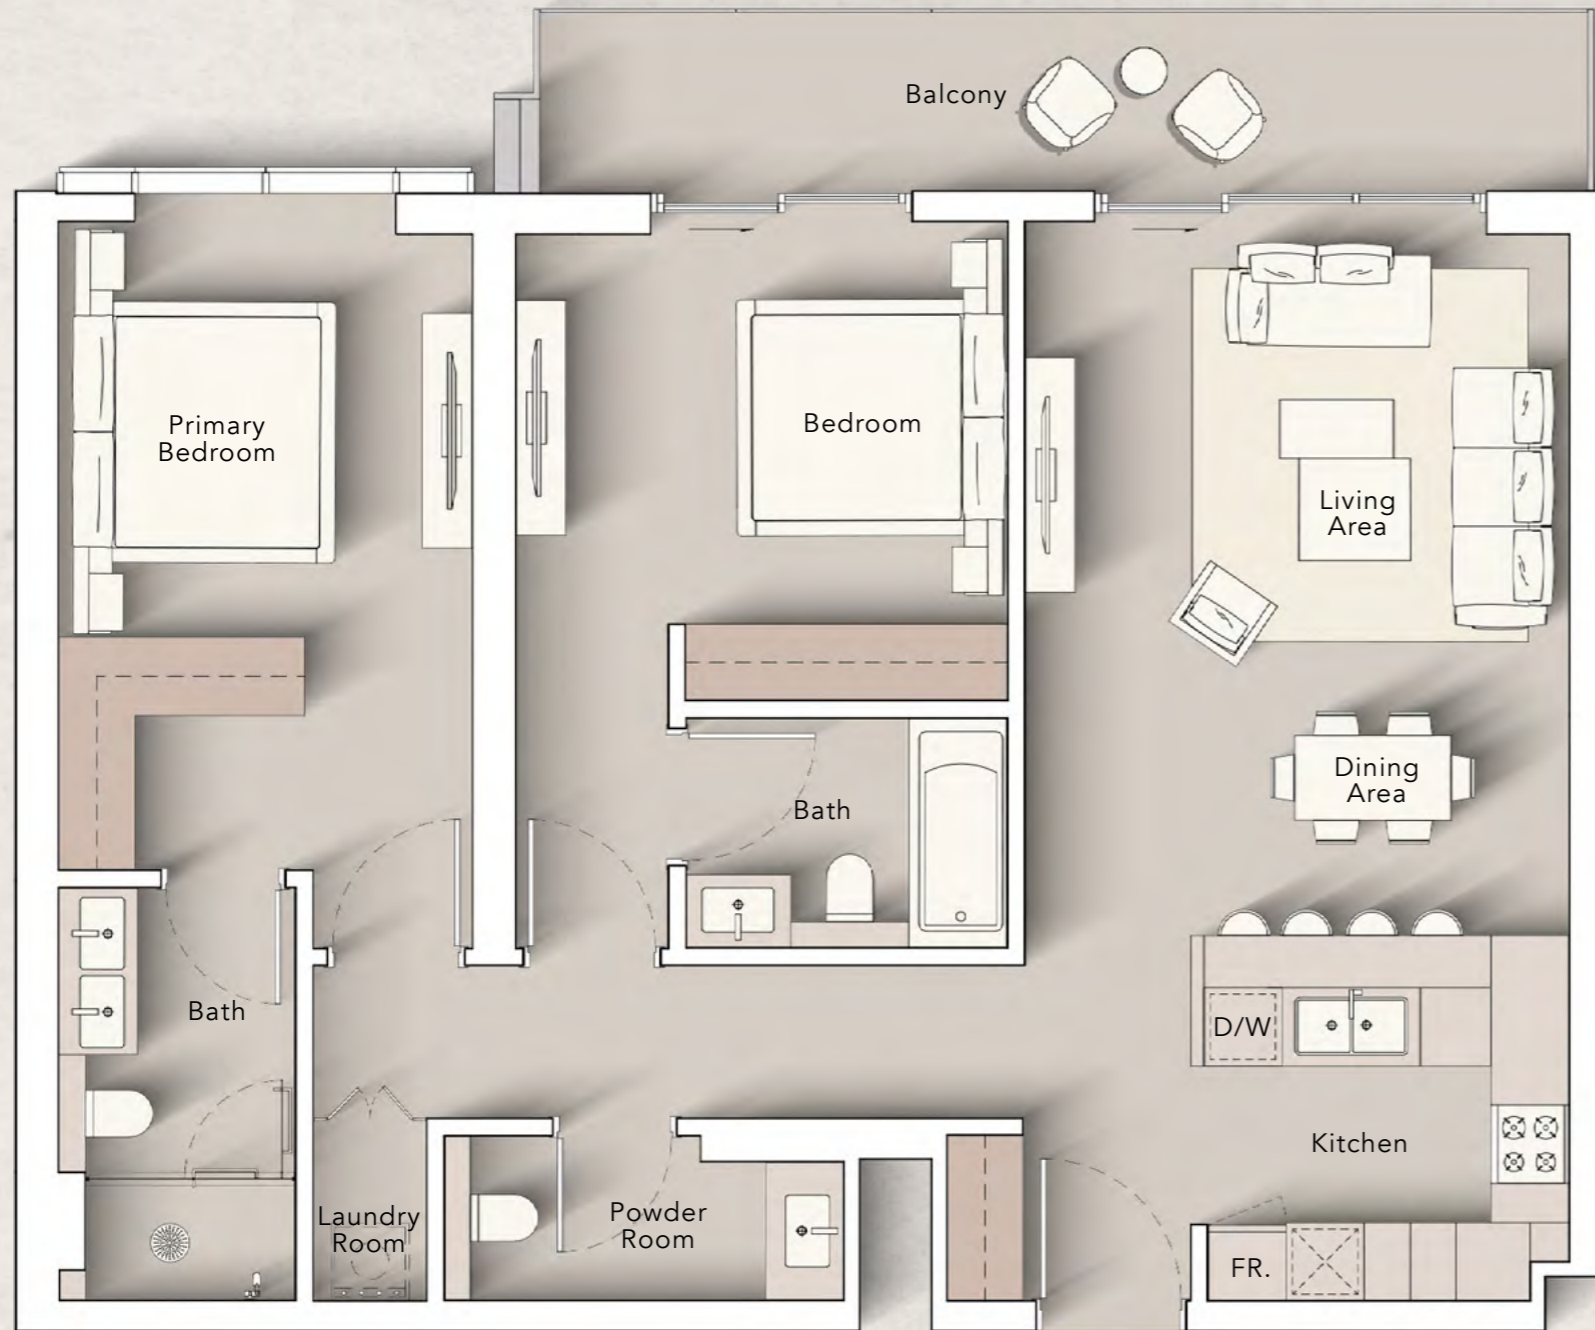 Balcony
Primary
Bedroom
Bedroom
Living
Area
Dining
Area
Bath
Bath
D/W
Kitchen
Laundry
Room
Powder
Room
FR.